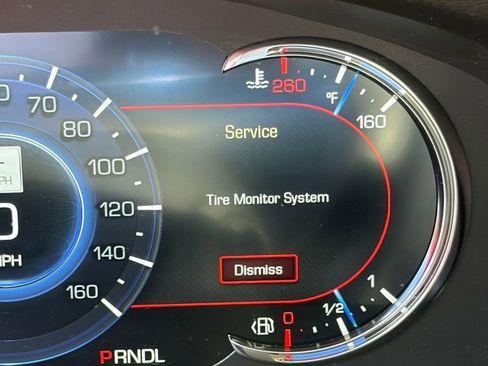 260
°F
160
Service
Tire Monitor System
Dismiss
70
80
100
120
140
160
0
MPH
1
1/2
0
PRNDL